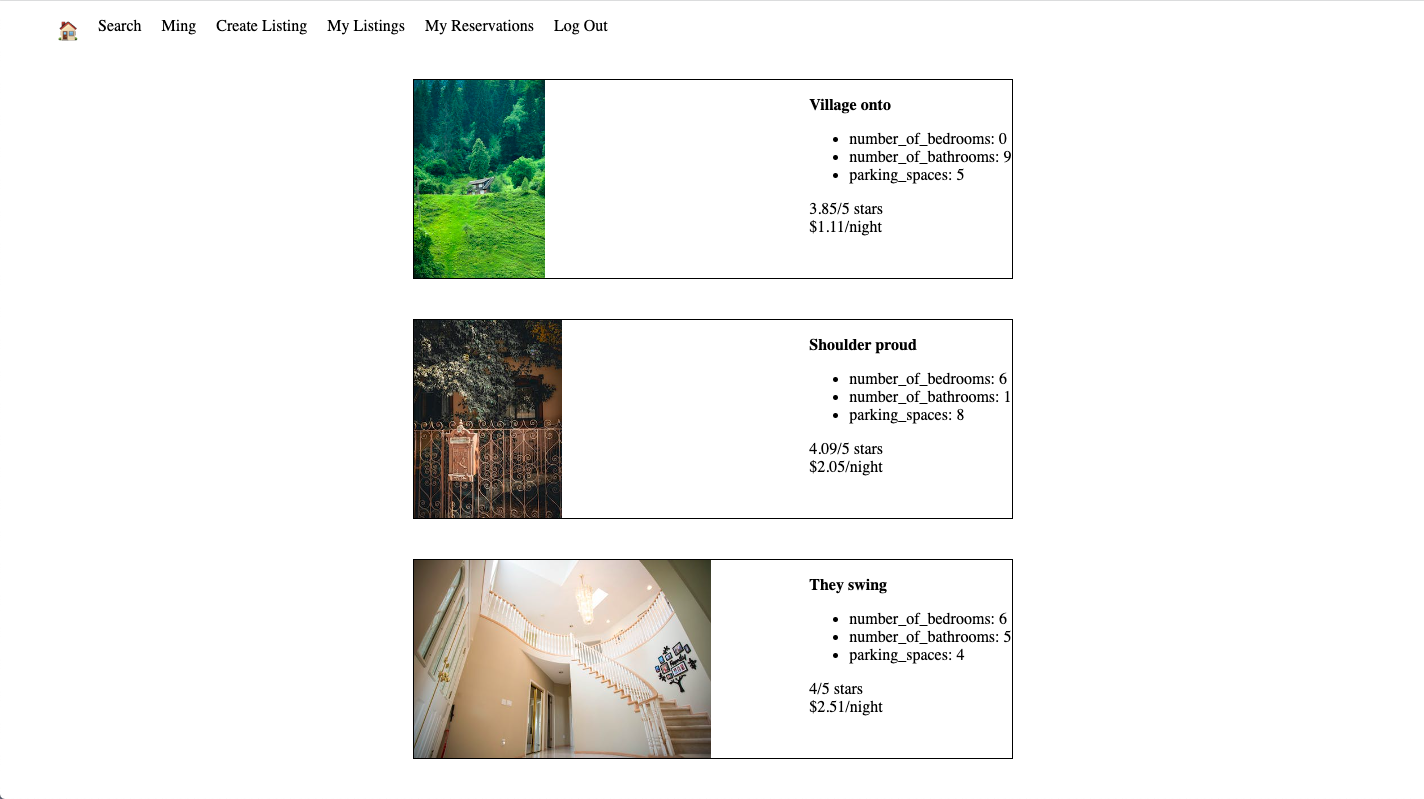 Search Ming Create Listing My Listings My Reservations Log Out
Village onto
number_of_bedrooms: 0
number_of_bathrooms: 9
parking_spaces: 5
3.85/5 stars
$1.11/night
Shoulder proud
number_of_bedrooms: 6
number_of_bathrooms: 1
parking_spaces: 8
4.09/5 stars
$2.05/night
They swing
number_of_bedrooms: 6
number_of_bathrooms: 5
parking_spaces: 4
4/5 stars
$2.51/night